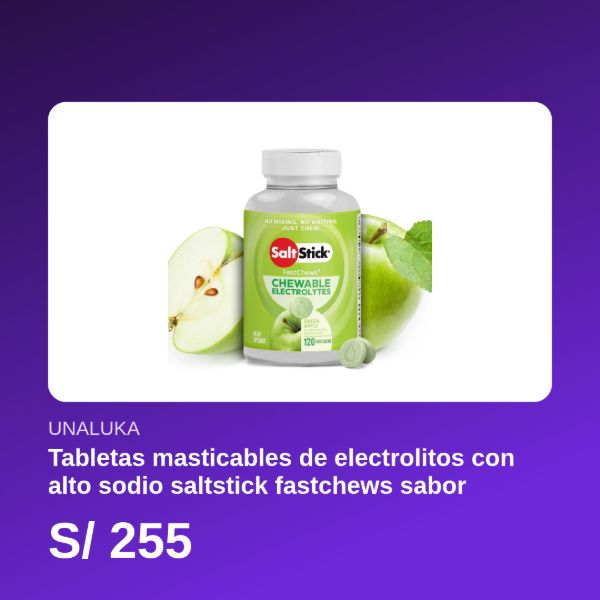 NO MIXING. NO WAITING.
JUST CHEW.
SaltStick
FastChews
CHEWABLE
ELECTROLYTES
GREEN
APPLE
120
UNALUKA
Tabletas masticables de electrolitos con
alto sodio saltstick fastchews sabor
S/ 255